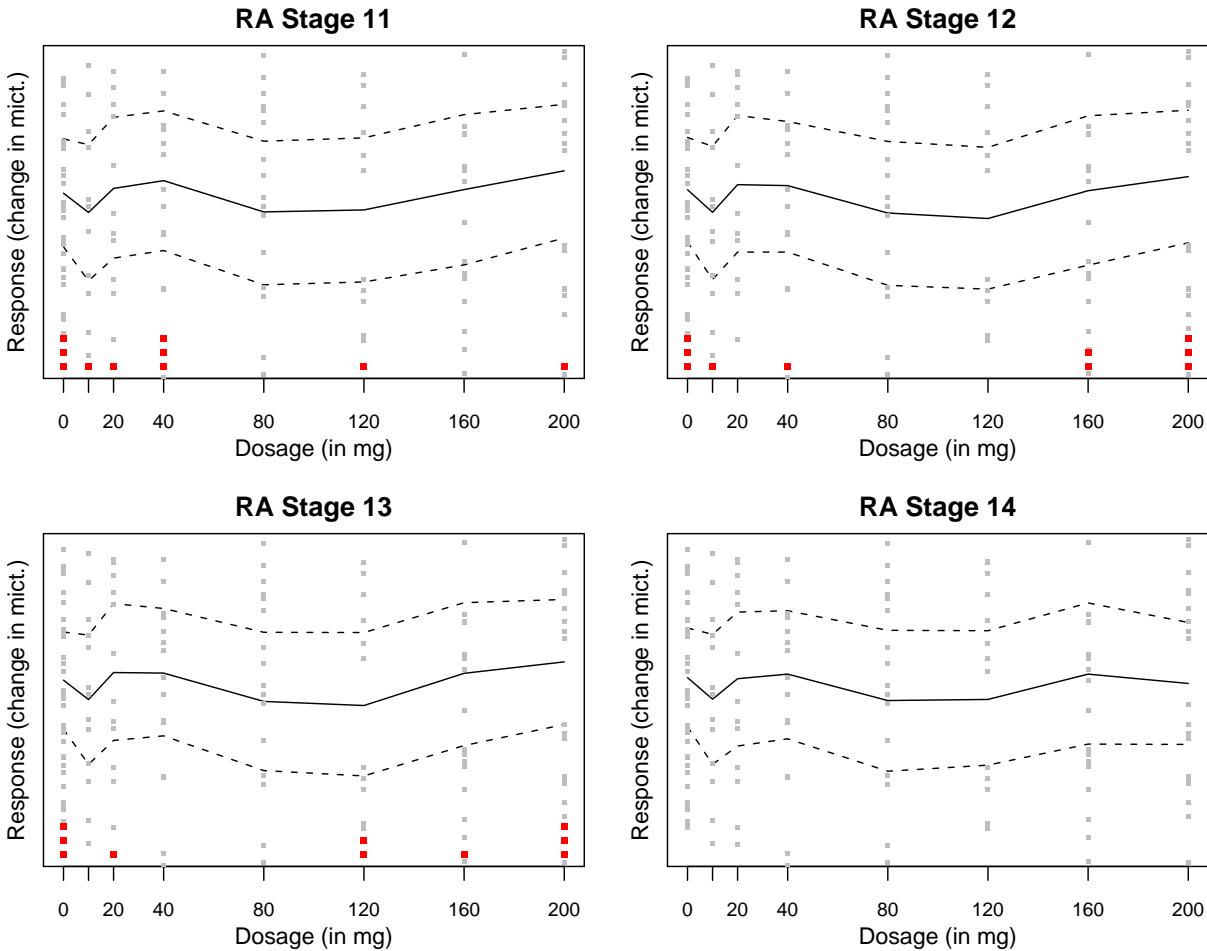 RA Stage 11
Response (change in mict.)
0 20 40 80 120 160 200
Dosage (in mg)
RA Stage 12
Response (change in mict.)
0 20 40 80 120 160 200
Dosage (in mg)
RA Stage 13
Response (change in mict.)
0 20 40 80 120 160 200
Dosage (in mg)
RA Stage 14
Response (change in mict.)
0 20 40 80 120 160 200
Dosage (in mg)